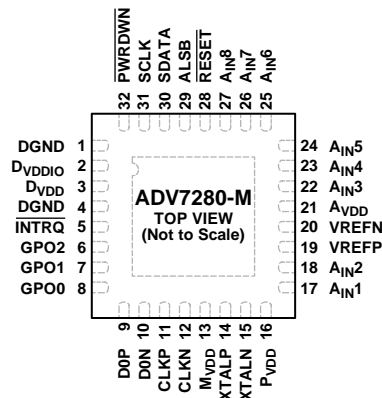 PWRDWN
SCLK
SDATA
ALSB
RESET
AIN8
AIN7
AIN6
32 31 30 29 28 27 26 25
DGND 1
DVDDIO 2
DVDD 3
DGND 4
INTRQ 5
GPO2 6
GPO1 7
GPO0 8
ADV7280-M
TOP VIEW
(Not to Scale)
24 AIN5
23 AIN4
22 AIN3
21 AVDD
20 VREFN
19 VREFP
18 AIN2
17 AIN1
9 10 11 12 13 14 15 16
D0P
D0N
CLKP
CLKN
MVDD
XTALP
XTALN
PVDD